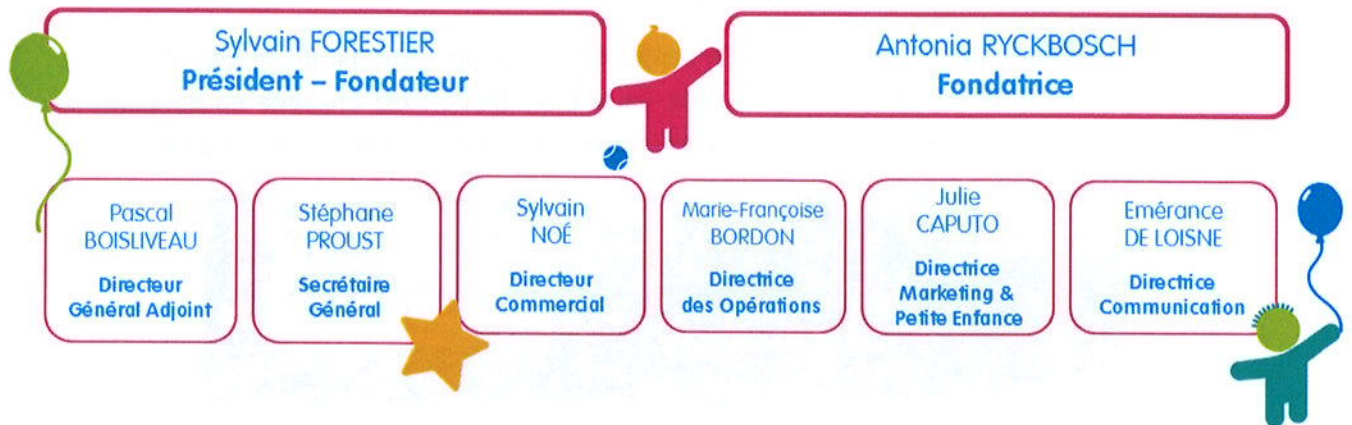 Sylvain FORESTIER
Président – Fondateur
Antonia RYCKBOSCH
Fondatrice
Pascal
BOISLIVEAU
Directeur
Général Adjoint
Stéphane
PROUST
Secrétaire
Général
Sylvain
NOÉ
Directeur
Commercial
Marie-Françoise
BORDON
Directrice
des Opérations
Julie
CAPUTO
Directrice
Marketing &
Petite Enfance
Emérance
DE LOISNE
Directrice
Communication